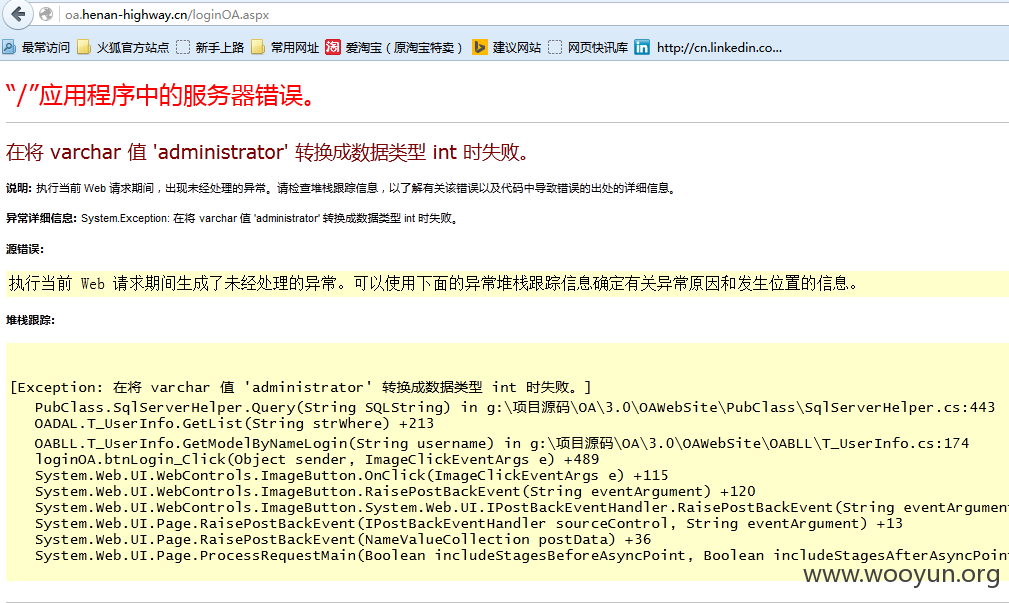 oa.henan-highway.cn/loginOA.aspx
最常访问 火狐官方站点 新手上路 常用网址 淘 爱淘宝（原淘宝特卖） 建议网站 网页快讯库 in http://cn.linkedin.co...
“/”应用程序中的服务器错误。
在将 varchar 值 'administrator' 转换成数据类型 int 时失败。
说明: 执行当前 Web 请求期间，出现未经处理的异常。请检查堆栈跟踪信息，以了解有关该错误以及代码中导致错误的出处的详细信息。
异常详细信息: System.Exception: 在将 varchar 值 'administrator' 转换成数据类型 int 时失败。
源错误:
执行当前 Web 请求期间生成了未经处理的异常。可以使用下面的异常堆栈跟踪信息确定有关异常原因和发生位置的信息。
堆栈跟踪:
[Exception: 在将 varchar 值 'administrator' 转换成数据类型 int 时失败。]
PubClass.SqlServerHelper.Query(String SQLString) in g:\项目源码\OA\3.0\OAWebSite\PubClass\SqlServerHelper.cs:443
OADAL.T_UserInfo.GetList(String strWhere) +213
OABLL.T_UserInfo.GetModelByNameLogin(String username) in g:\项目源码\OA\3.0\OAWebSite\OABLL\T_UserInfo.cs:174
loginOA.btnLogin_Click(Object sender, ImageClickEventArgs e) +489
System.Web.UI.WebControls.ImageButton.OnClick(ImageClickEventArgs e) +115
System.Web.UI.WebControls.ImageButton.RaisePostBackEvent(String eventArgument) +120
System.Web.UI.WebControls.ImageButton.System.Web.UI.IPostBackEventHandler.RaisePostBackEvent(String eventArgumen
System.Web.UI.Page.RaisePostBackEvent(IPostBackEventHandler sourceControl, String eventArgument) +13
System.Web.UI.Page.RaisePostBackEvent(NameValueCollection postData) +36
System.Web.UI.Page.ProcessRequestMain(Boolean includeStagesBeforeAsyncPoint, Boolean includeStagesAfterAsyncPoin
www.wooyun.org